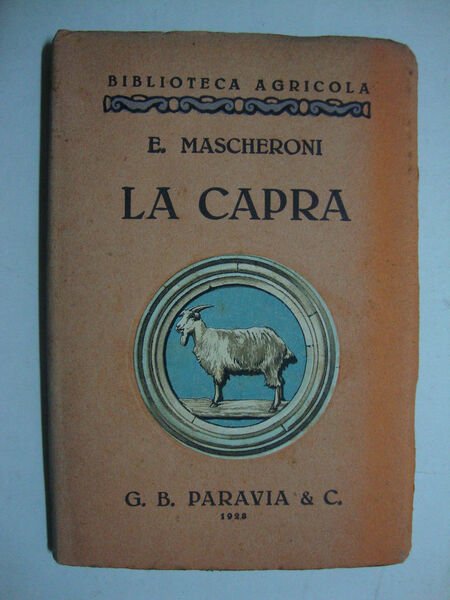 BIBLIOTECA AGRICOLA
E. MASCHERONI
LA CAPRA
G. B. PARAVIA & C.
1928